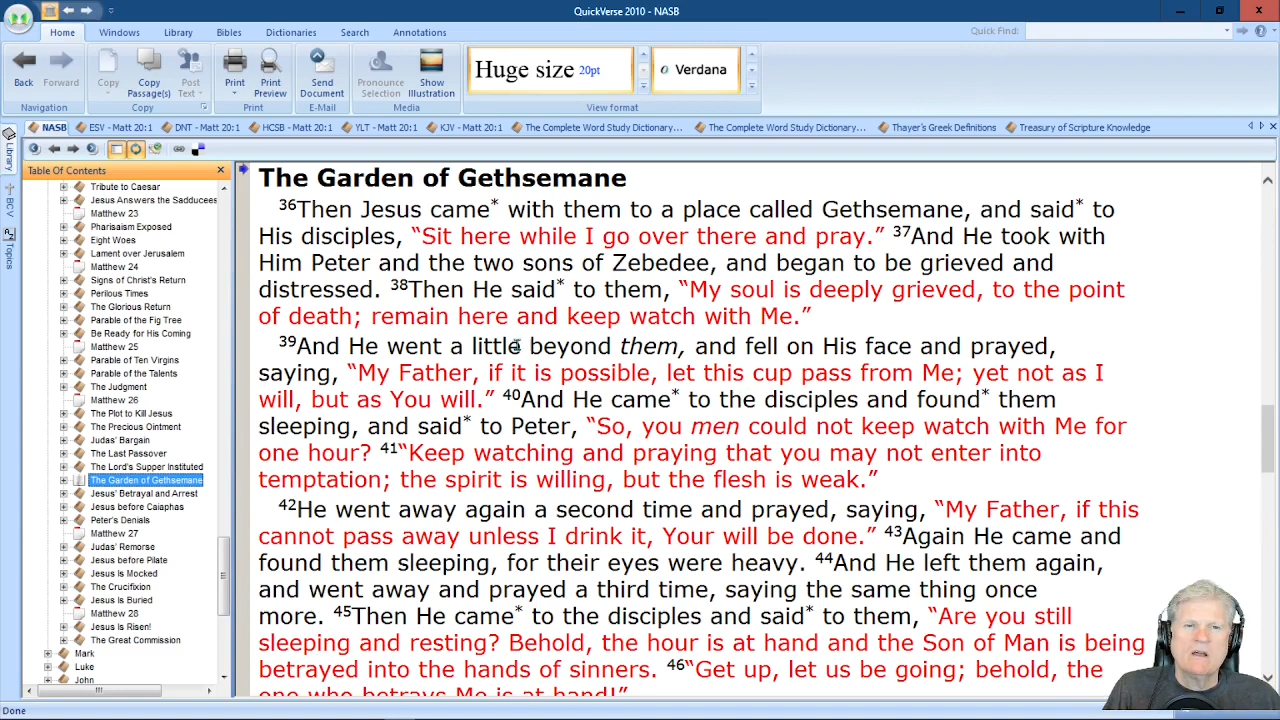 QuickVerse 2010 - NASB
Home Windows Library Bibles Dictionaries Search Annotations Quick Find:
Back Forward Copy Copy Passage(s) Post Text Print Print Preview Send Document Pronounce Selection Show Illustration Huge size 20pt Verdana
Navigation Copy Print E-Mail Media View format
NASB ESV - Matt 20:1 DNT - Matt 20:1 HCSB - Matt 20:1 YLT - Matt 20:1 KJV - Matt 20:1 The Complete Word Study Dictionary... The Complete Word Study Dictionary... Thayer's Greek Definitions Treasury of Scripture Knowledge
Library
BCV
Topics
Table Of Contents
Tribute to Caesar
Jesus Answers the Sadducees
Matthew 23
Pharisaism Exposed
Eight Woes
Lament over Jerusalem
Matthew 24
Signs of Christ's Return
Perilous Times
The Glorious Return
Parable of the Fig Tree
Be Ready for His Coming
Matthew 25
Parable of Ten Virgins
Parable of the Talents
The Judgment
Matthew 26
The Plot to Kill Jesus
The Precious Ointment
Judas' Bargain
The Last Passover
The Lord's Supper Instituted
The Garden of Gethsemane
Jesus' Betrayal and Arrest
Jesus before Caiaphas
Peter's Denials
Matthew 27
Judas' Remorse
Jesus before Pilate
Jesus Is Mocked
The Crucifixion
Jesus Is Buried
Matthew 28
Jesus Is Risen!
The Great Commission
Mark
Luke
John
The Garden of Gethsemane
36Then Jesus came* with them to a place called Gethsemane, and said* to
His disciples, “Sit here while I go over there and pray.” 37And He took with
Him Peter and the two sons of Zebedee, and began to be grieved and
distressed. 38Then He said* to them, “My soul is deeply grieved, to the point
of death; remain here and keep watch with Me.”
39And He went a little beyond them, and fell on His face and prayed,
saying, “My Father, if it is possible, let this cup pass from Me; yet not as I
will, but as You will.” 40And He came* to the disciples and found* them
sleeping, and said* to Peter, “So, you men could not keep watch with Me for
one hour? 41“Keep watching and praying that you may not enter into
temptation; the spirit is willing, but the flesh is weak.”
42He went away again a second time and prayed, saying, “My Father, if this
cannot pass away unless I drink it, Your will be done.” 43Again He came and
found them sleeping, for their eyes were heavy. 44And He left them again,
and went away and prayed a third time, saying the same thing once
more. 45Then He came* to the disciples and said* to them, “Are you still
sleeping and resting? Behold, the hour is at hand and the Son of Man is being
betrayed into the hands of sinners. 46“Get up, let us be going; behold, the
one who betrays Me is at hand!”
Done